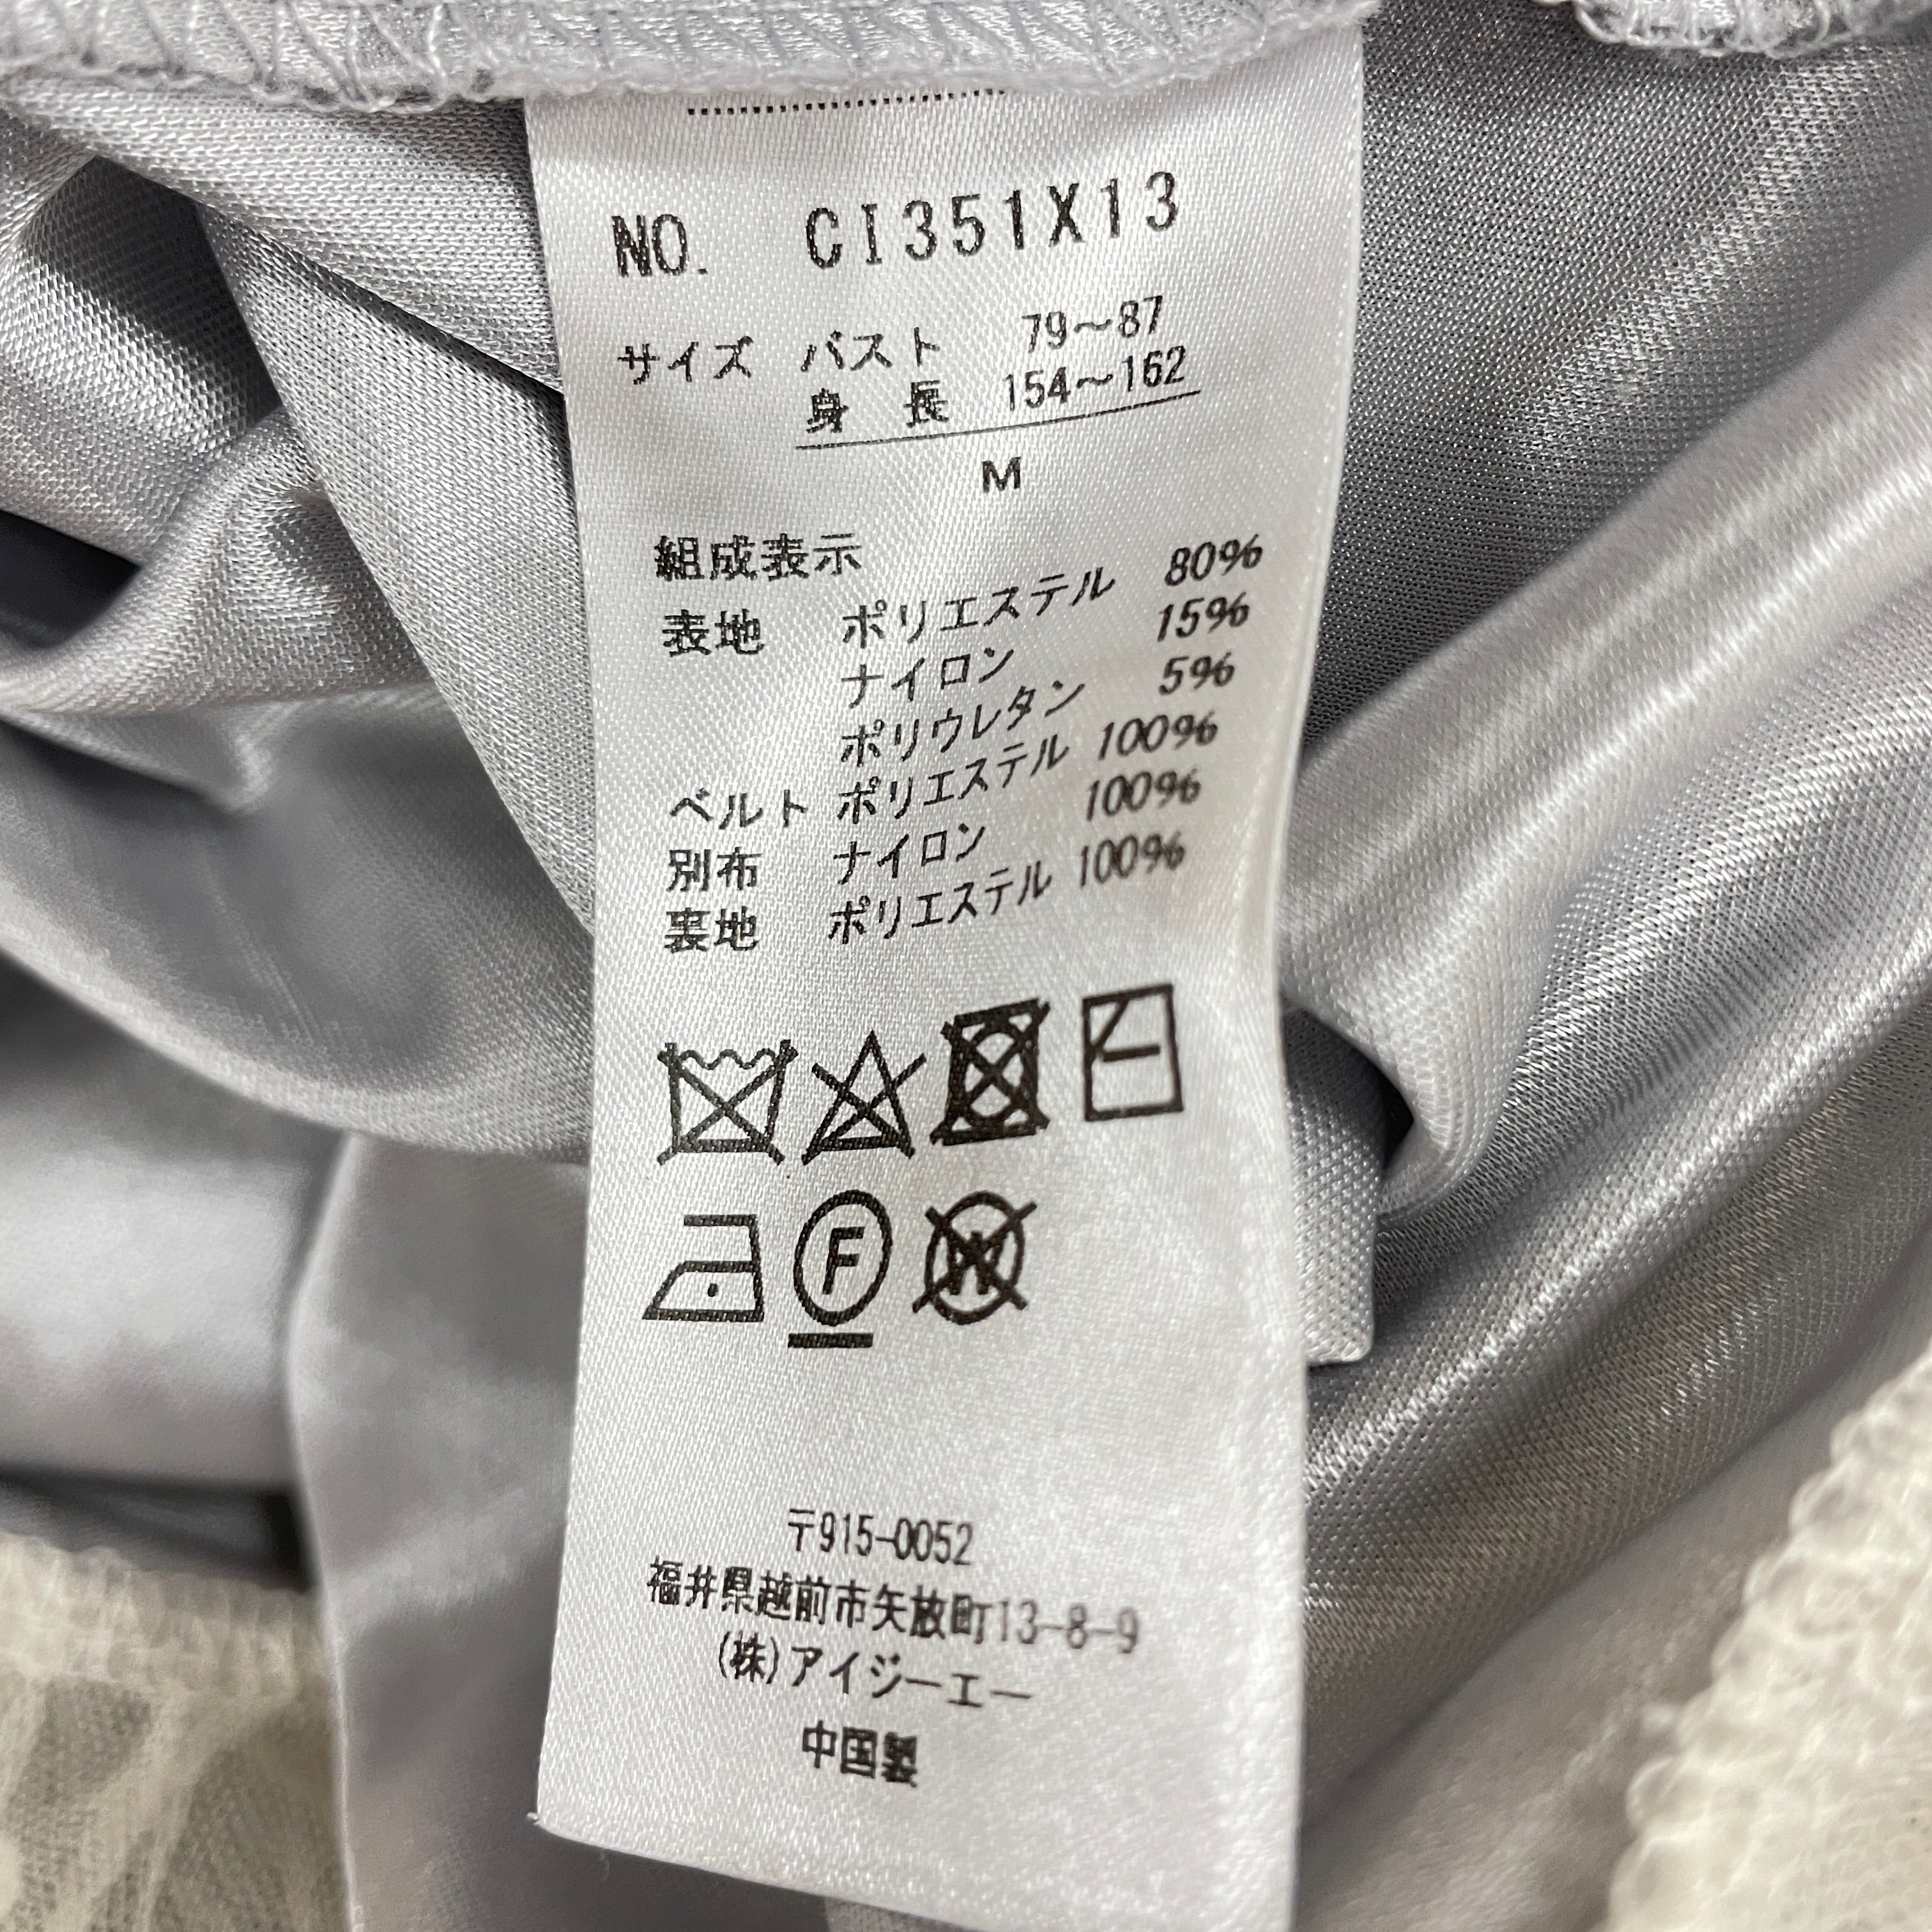 NO. CI351X13
サイズ バスト 79～87
身長 154～162
M
組成表示
表地 ポリエステル 80%
ナイロン 15%
ポリウレタン 5%
ベルト ポリエステル 100%
別布 ナイロン 100%
裏地 ポリエステル 100%
F
W
〒915-0052
福井県越前市矢放町13-8-9
(株)アイジーエー
中国製